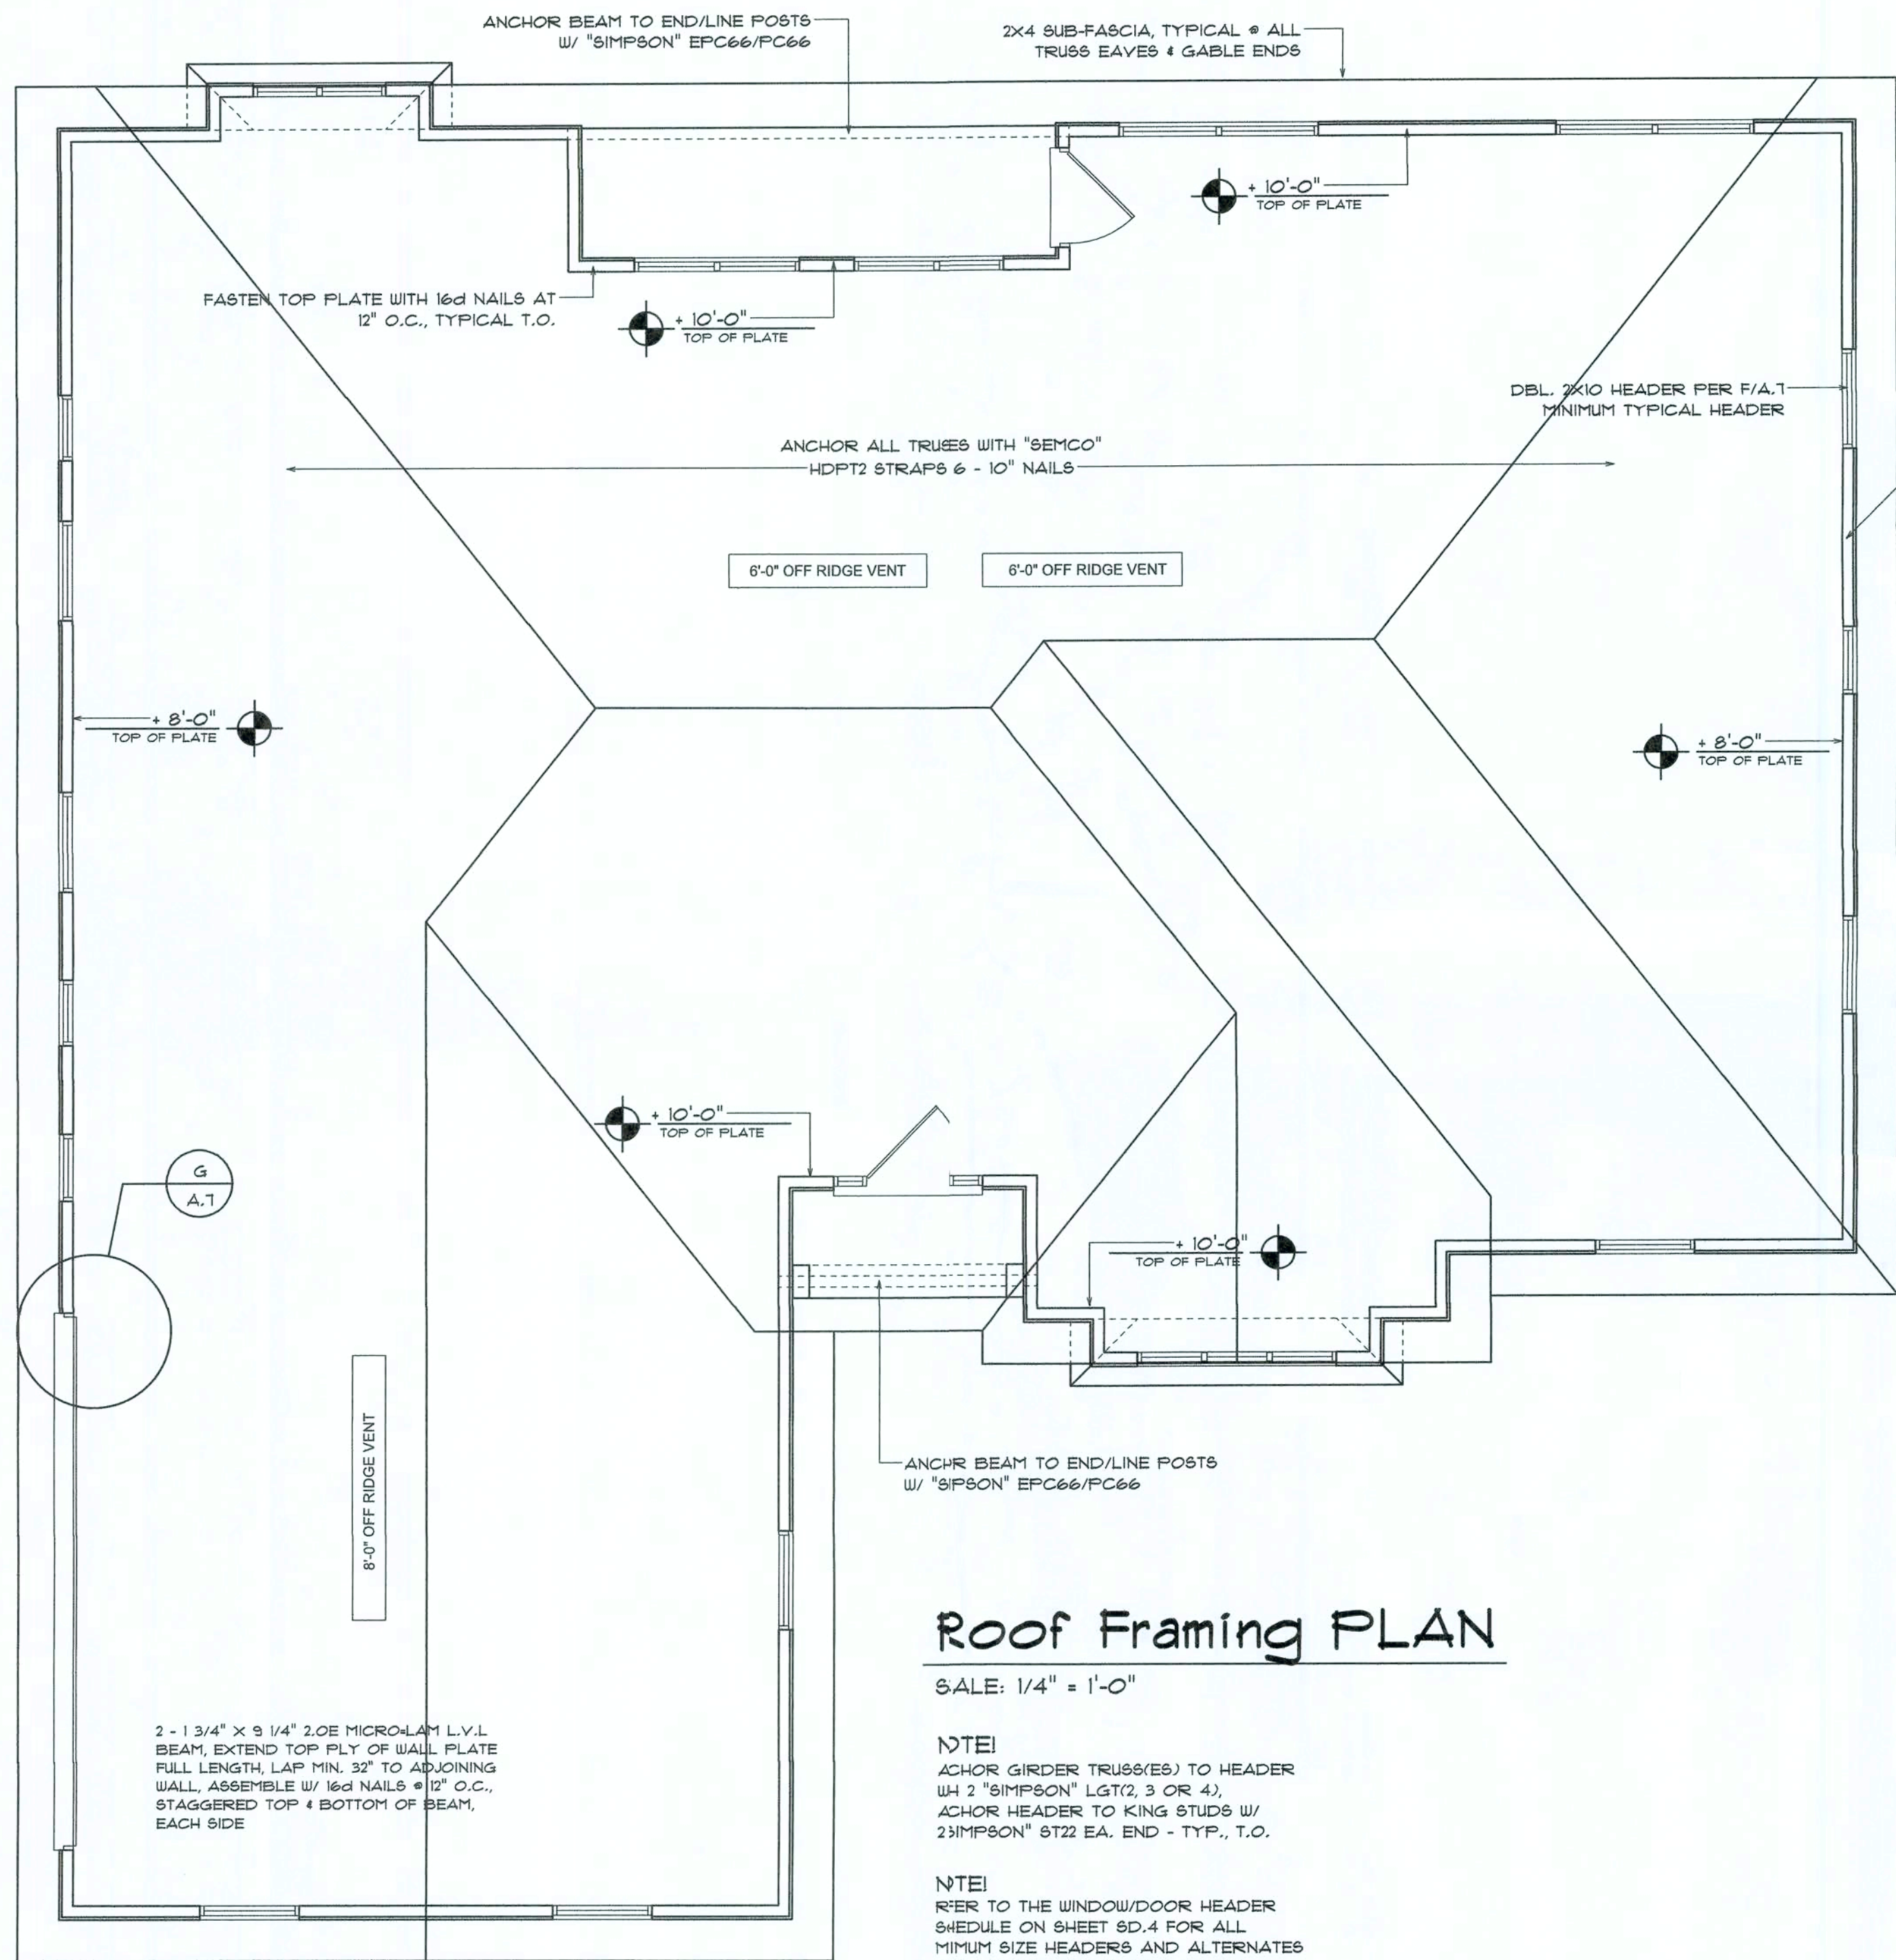 ANCHOR BEAM TO END/LINE POSTS
W/ "SIMPSON" EPC66/PC66
2X4 SUB-FASCIA, TYPICAL @ ALL
TRUSS EAVES & GABLE ENDS
+ 10'-0"
TOP OF PLATE
FASTEN TOP PLATE WITH 16d NAILS AT
12" O.C., TYPICAL T.O.
+ 10'-0"
TOP OF PLATE
DBL. 2X10 HEADER PER F/A.7
MINIMUM TYPICAL HEADER
ANCHOR ALL TRUSES WITH "SEMCO"
HDPT2 STRAPS 6 - 10" NAILS
6'-0" OFF RIDGE VENT
6'-0" OFF RIDGE VENT
+ 8'-0"
TOP OF PLATE
+ 8'-0"
TOP OF PLATE
+ 10'-0"
TOP OF PLATE
G
A.7
+ 10'-0"
TOP OF PLATE
8'-0" OFF RIDGE VENT
ANCHR BEAM TO END/LINE POSTS
W/ "SIPSON" EPC66/PC66
Roof Framing PLAN
SALE: 1/4" = 1'-0"
2 - 1 3/4" X 9 1/4" 2.0E MICRO=LAM L.V.L
BEAM, EXTEND TOP PLY OF WALL PLATE
FULL LENGTH, LAP MIN. 32" TO ADJOINING
WALL, ASSEMBLE W/ 16d NAILS @ 12" O.C.,
STAGGERED TOP & BOTTOM OF BEAM,
EACH SIDE
NTE!
ACHOR GIRDER TRUSS(ES) TO HEADER
WH 2 "SIMPSON" LGT(2, 3 OR 4),
ACHOR HEADER TO KING STUDS W/
2SIMPSON" ST22 EA. END - TYP., T.O.
NTE!
RFER TO THE WINDOW/DOOR HEADER
SHEDULE ON SHEET SD.4 FOR ALL
MIMUM SIZE HEADERS AND ALTERNATES